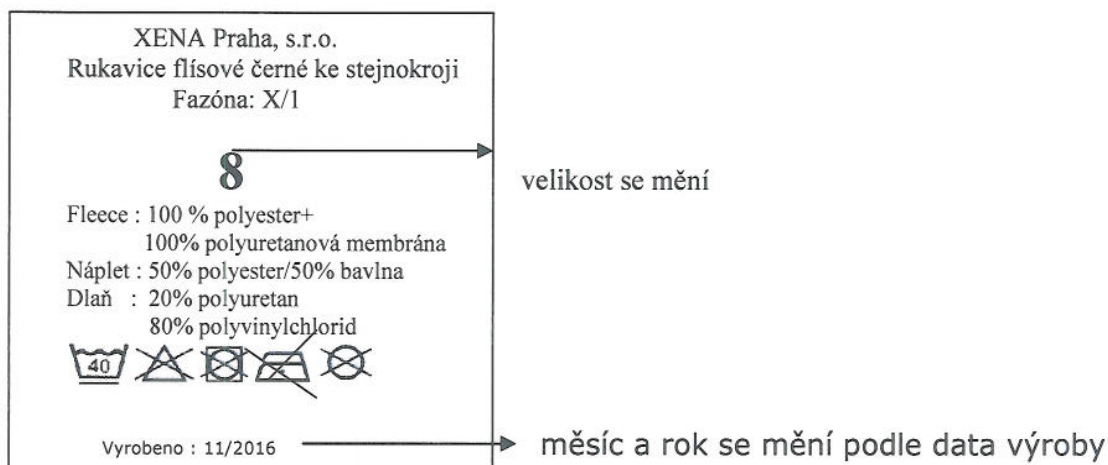 XENA Praha, s.r.o.
Rukavice flísové černé ke stejnokroji
Fazóna: X/1
8
velikost se mění
Fleece : 100 % polyester+
100% polyuretanová membrána
Náplet : 50% polyester/50% bavlna
Dlaň : 20% polyuretan
80% polyvinylchlorid
40
Vyrobeno : 11/2016
měsíc a rok se mění podle data výroby